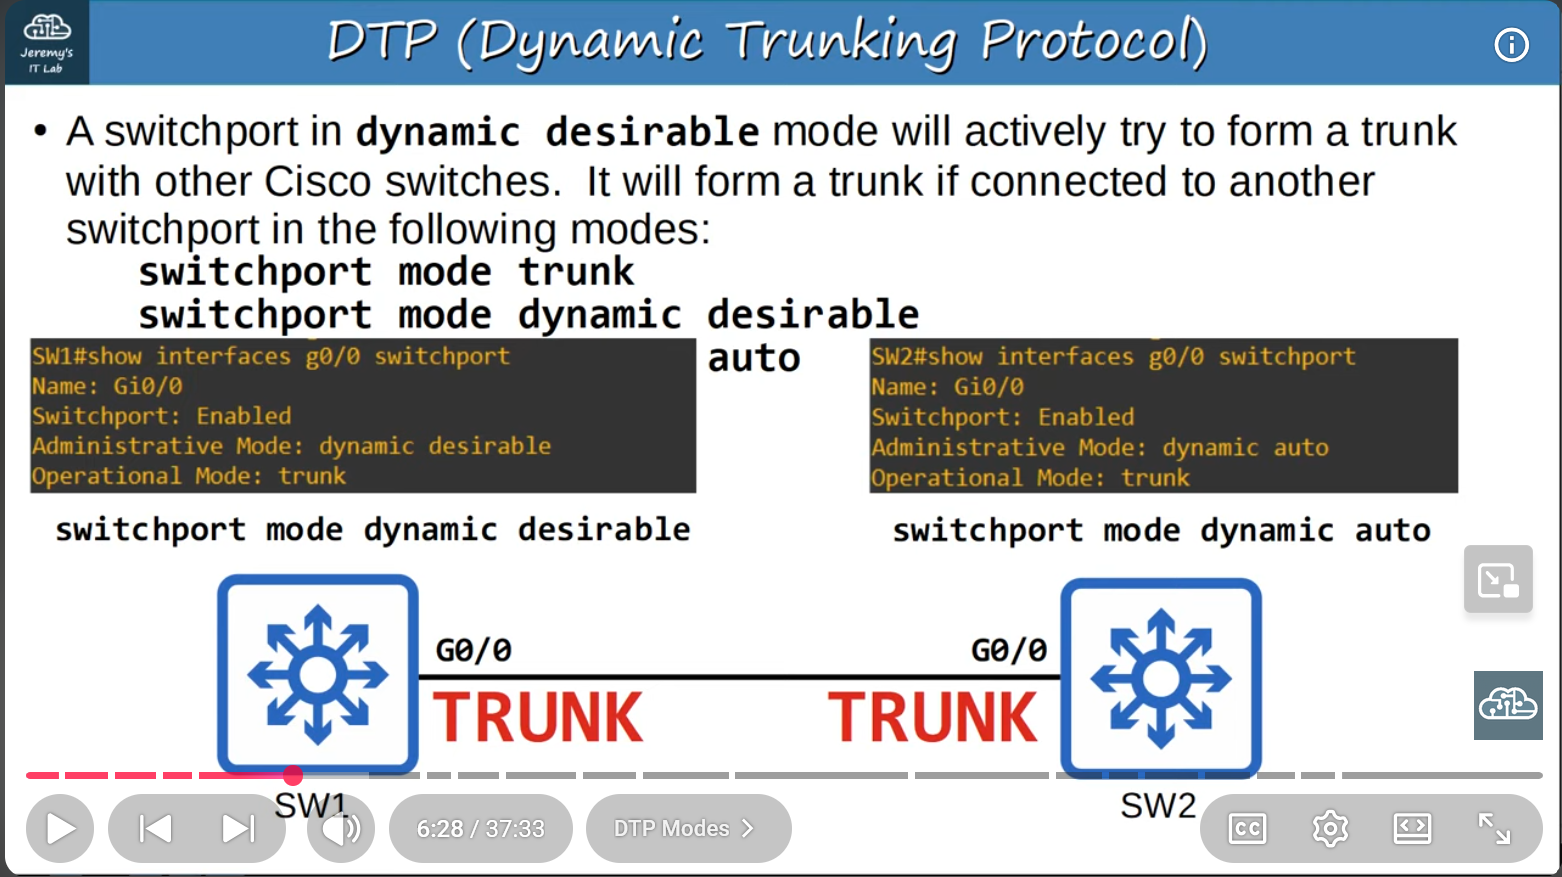 Jeremy's
IT Lab
DTP (Dynamic Trunking Protocol)
• A switchport in dynamic desirable mode will actively try to form a trunk
with other Cisco switches. It will form a trunk if connected to another
switchport in the following modes:
switchport mode trunk
switchport mode dynamic desirable
auto
SW1#show interfaces g0/0 switchport
Name: Gi0/0
Switchport: Enabled
Administrative Mode: dynamic desirable
Operational Mode: trunk
SW2#show interfaces g0/0 switchport
Name: Gi0/0
Switchport: Enabled
Administrative Mode: dynamic auto
Operational Mode: trunk
switchport mode dynamic desirable
switchport mode dynamic auto
G0/0
G0/0
TRUNK
TRUNK
SW1
SW2
6:28 / 37:33
DTP Modes
CC